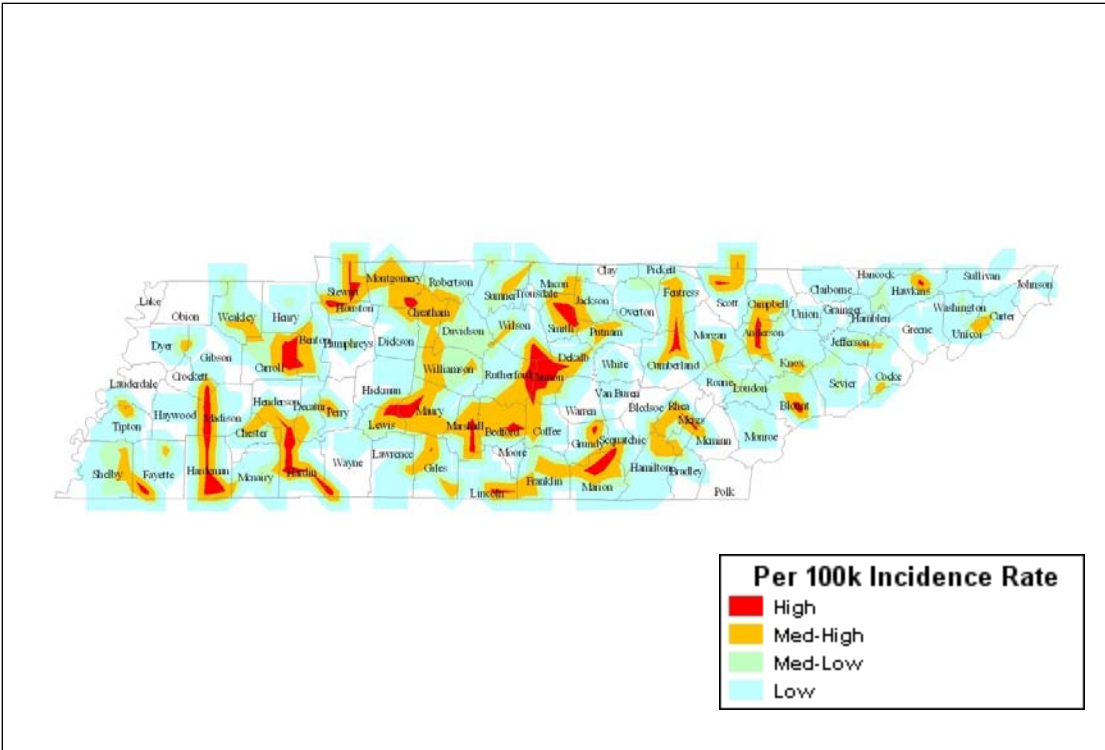 Clay Pickett Hancock Sullivan
Stewart Montgomery Robertson Macon Fentress Scott Campbell Claiborne Hawkins Johnson
Lake Sumner Trousdale Jackson Union Grainger Washington Carter
Obion Weakley Henry Houston Cheatham Smith Overton Hamblen Greene Unicoi
Benton Humphreys Dickson Davidson Wilson Putnam Morgan Anderson Jefferson
Dyer Gibson Carroll Williamson Rutherford Cannon Dekalb White Cumberland Knox Cocke
Crockett Roane Loudon Sevier
Lauderdale Hickman Van Buren Bledsoe Rhea Blount
Haywood Madison Henderson Decatur Perry Lewis Maury Warren Meigs
Tipton Chester Marshall Bedford Coffee Mcminn Monroe
Shelby Fayette Hardeman Mcnairy Hardin Wayne Lawrence Giles Moore Grundy Sequatchie
Lincoln Franklin Marion Hamilton Bradley Polk
Per 100k Incidence Rate
High
Med-High
Med-Low
Low